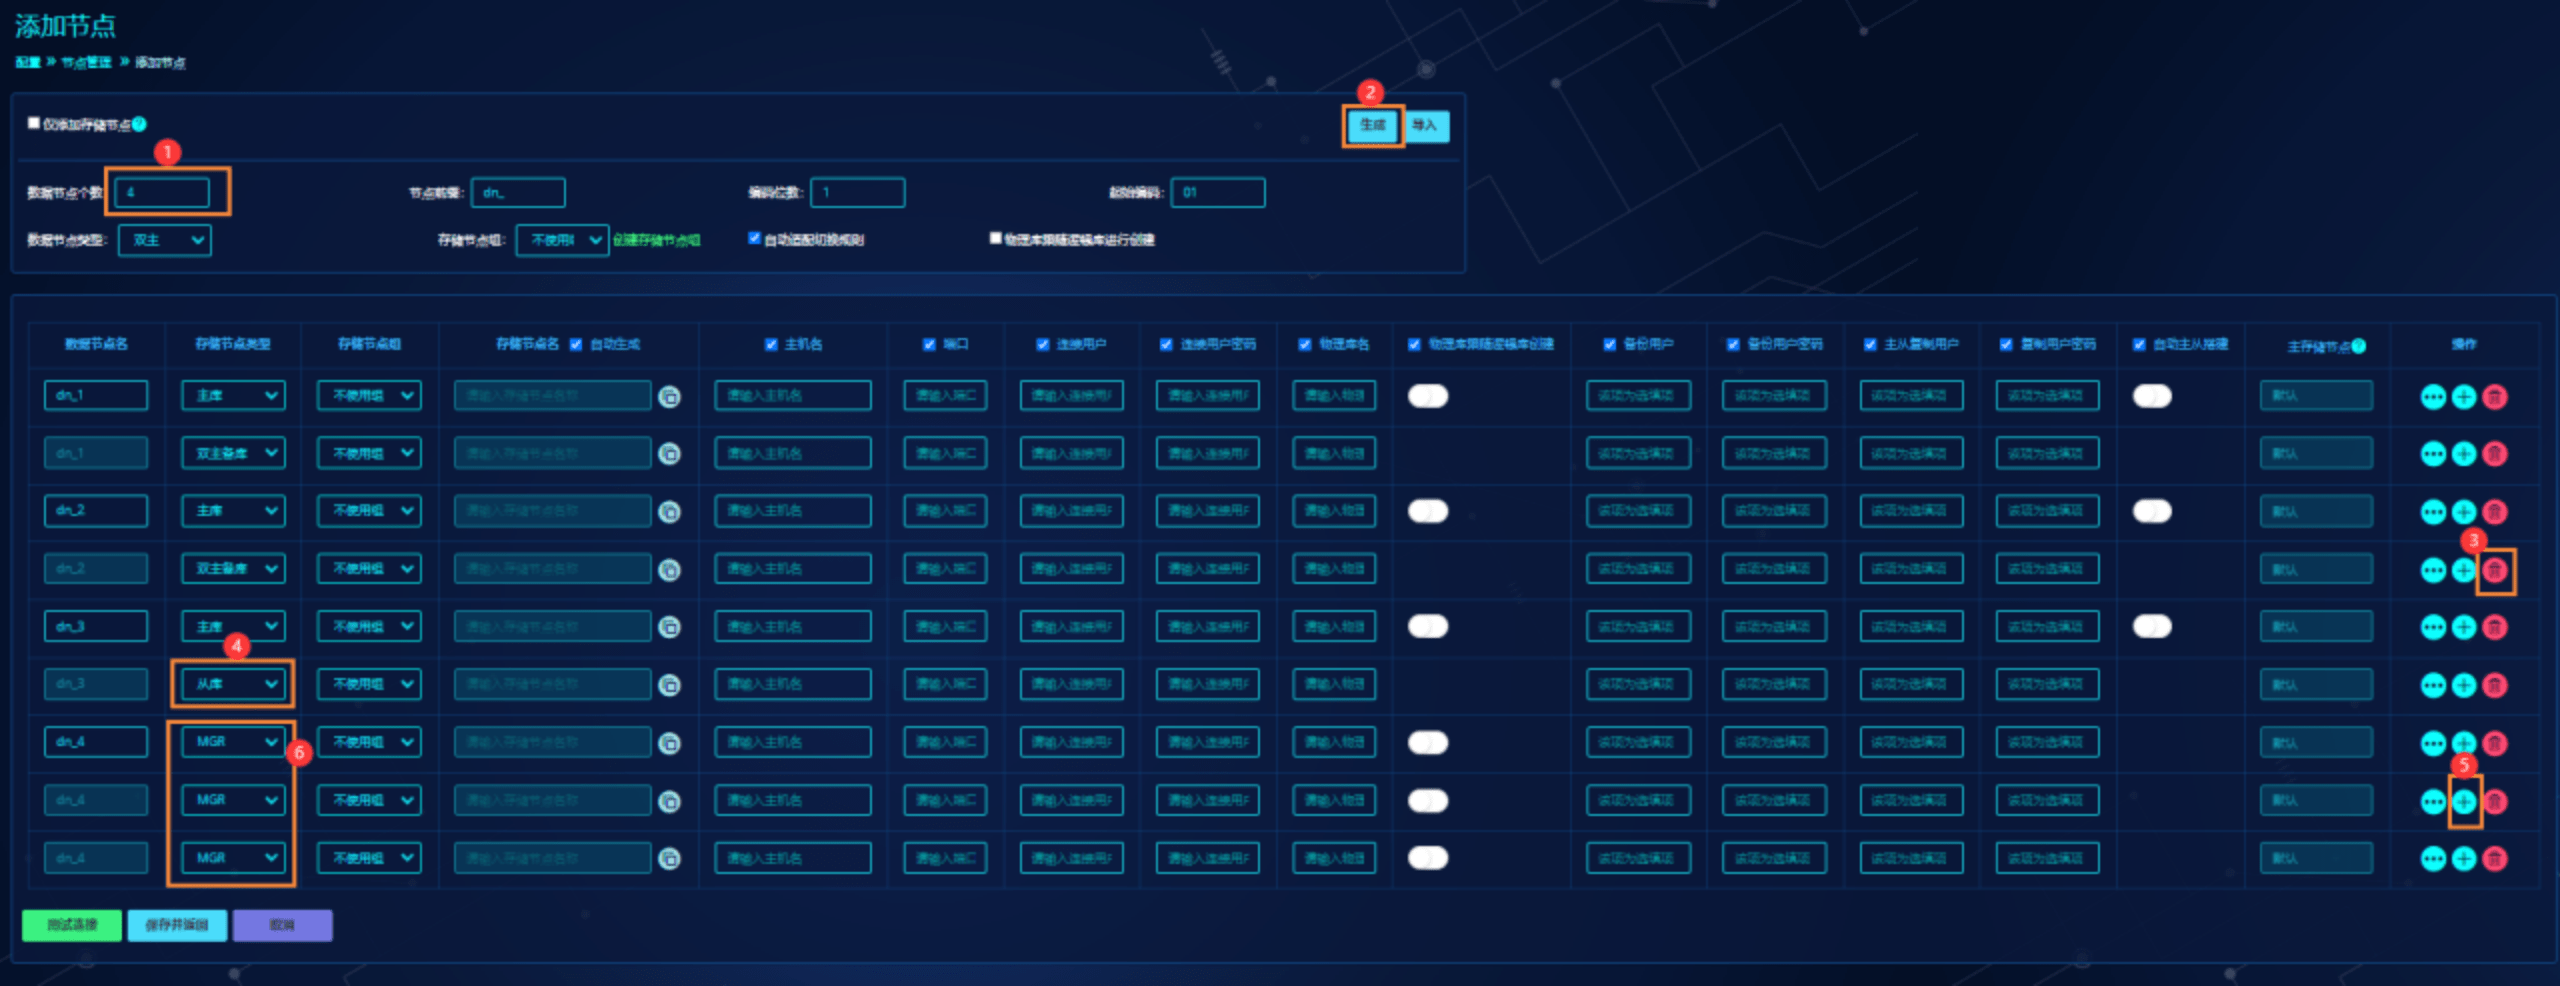 添加节点
配置 » 节点管理 » 添加节点
仅添加存储节点 ?
2
生成 导入
1
数据节点个数: 4 节点前缀: dn_ 编码位数: 1 起始编码: 01
数据节点类型: 双主 存储节点组: 不使用 创建存储节点组 自动适配切换规则 物理库跟随逻辑库进行创建
数据节点名 存储节点类型 存储节点组 存储节点名 自动生成 主机名 端口 连接用户 连接用户密码 物理库名 物理库跟随逻辑库创建 备份用户 备份用户密码 主从复制用户 复制用户密码 自动主从搭建 主存储节点 ? 操作
dn_1 主库 不使用组 请输入存储节点名称 请输入主机名 请输入端口 请输入连接用户 请输入连接用户 请输入物理 该项为选填项 该项为选填项 该项为选填项 该项为选填项 默认
dn_1 双主备库 不使用组 请输入存储节点名称 请输入主机名 请输入端口 请输入连接用户 请输入连接用户 请输入物理 该项为选填项 该项为选填项 该项为选填项 该项为选填项 默认
dn_2 主库 不使用组 请输入存储节点名称 请输入主机名 请输入端口 请输入连接用户 请输入连接用户 请输入物理 该项为选填项 该项为选填项 该项为选填项 该项为选填项 默认
3
dn_2 双主备库 不使用组 请输入存储节点名称 请输入主机名 请输入端口 请输入连接用户 请输入连接用户 请输入物理 该项为选填项 该项为选填项 该项为选填项 该项为选填项 默认
dn_3 主库 不使用组 请输入存储节点名称 请输入主机名 请输入端口 请输入连接用户 请输入连接用户 请输入物理 该项为选填项 该项为选填项 该项为选填项 该项为选填项 默认
4
dn_3 从库 不使用组 请输入存储节点名称 请输入主机名 请输入端口 请输入连接用户 请输入连接用户 请输入物理 该项为选填项 该项为选填项 该项为选填项 该项为选填项 默认
dn_4 MGR 6 不使用组 请输入存储节点名称 请输入主机名 请输入端口 请输入连接用户 请输入连接用户 请输入物理 该项为选填项 该项为选填项 该项为选填项 该项为选填项 默认
5
dn_4 MGR 不使用组 请输入存储节点名称 请输入主机名 请输入端口 请输入连接用户 请输入连接用户 请输入物理 该项为选填项 该项为选填项 该项为选填项 该项为选填项 默认
dn_4 MGR 不使用组 请输入存储节点名称 请输入主机名 请输入端口 请输入连接用户 请输入连接用户 请输入物理 该项为选填项 该项为选填项 该项为选填项 该项为选填项 默认
测试连接 保存并返回 取消